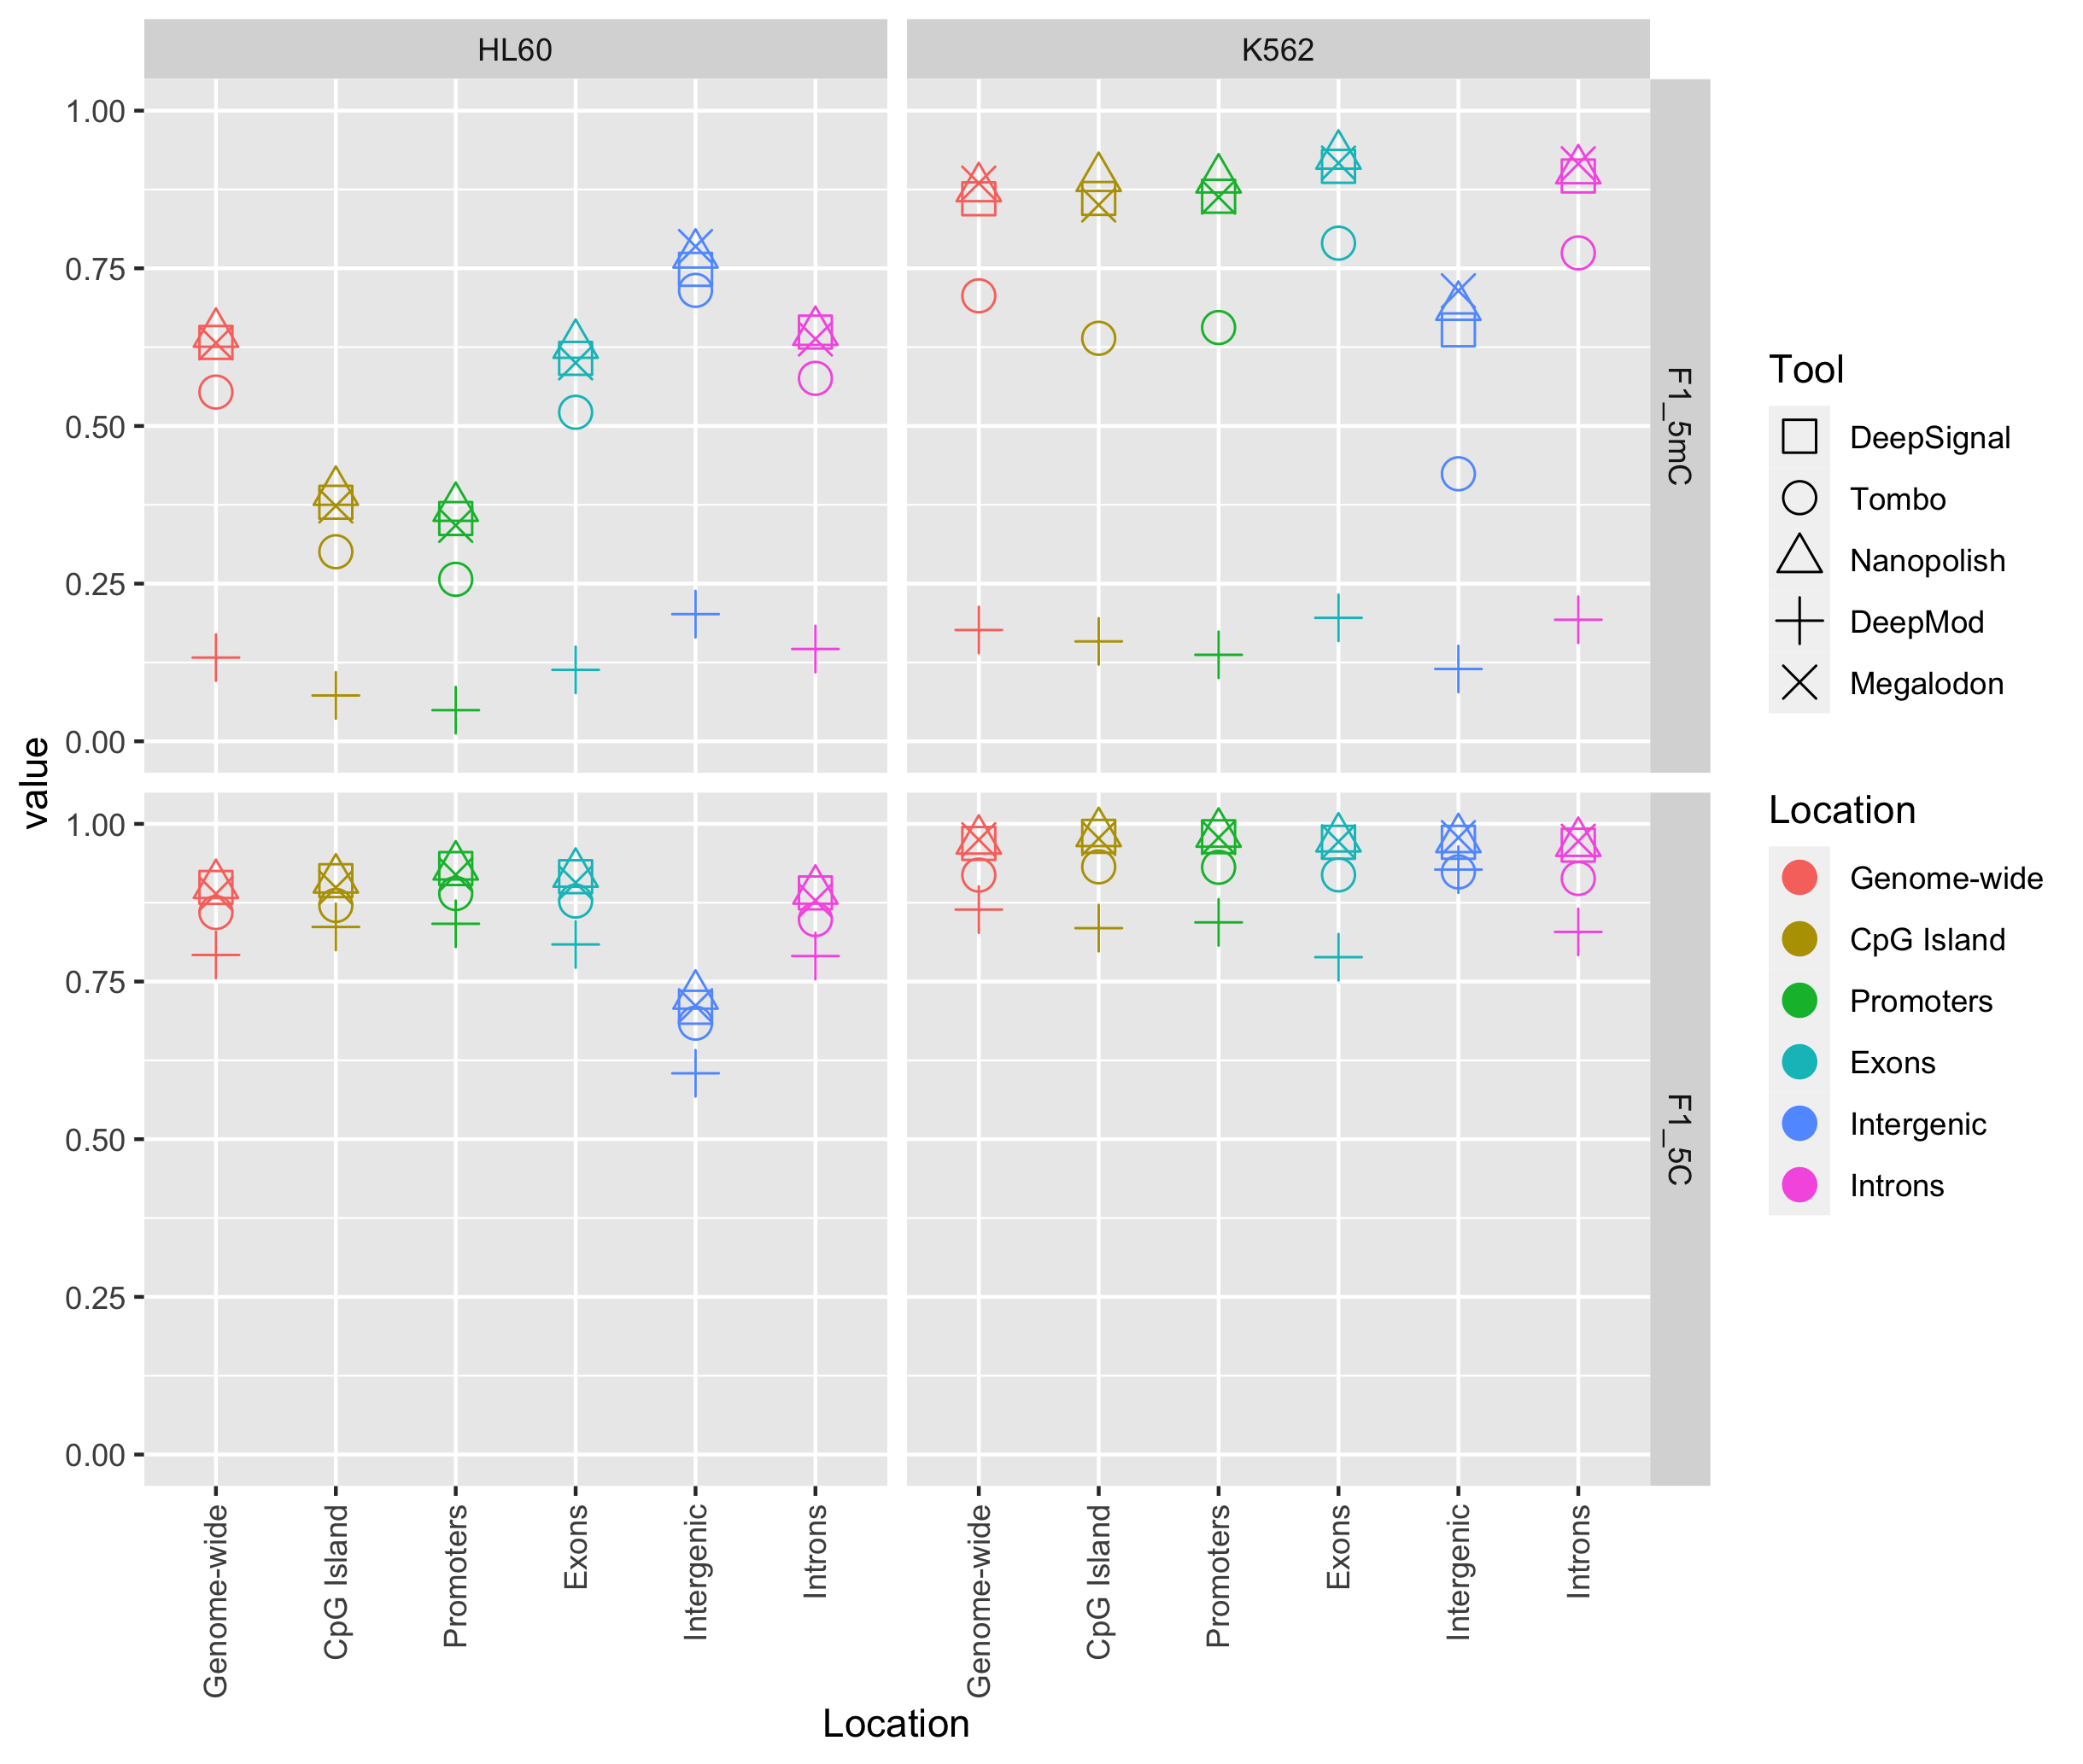 HL60
K562
1.00
0.75
0.50
0.25
0.00
F1_5mC
value
1.00
0.75
0.50
0.25
0.00
F1_5C
Genome-wide
CpG Island
Promoters
Exons
Intergenic
Introns
Genome-wide
CpG Island
Promoters
Exons
Intergenic
Introns
Location
Tool
DeepSignal
Tombo
Nanopolish
DeepMod
Megalodon
Location
Genome-wide
CpG Island
Promoters
Exons
Intergenic
Introns